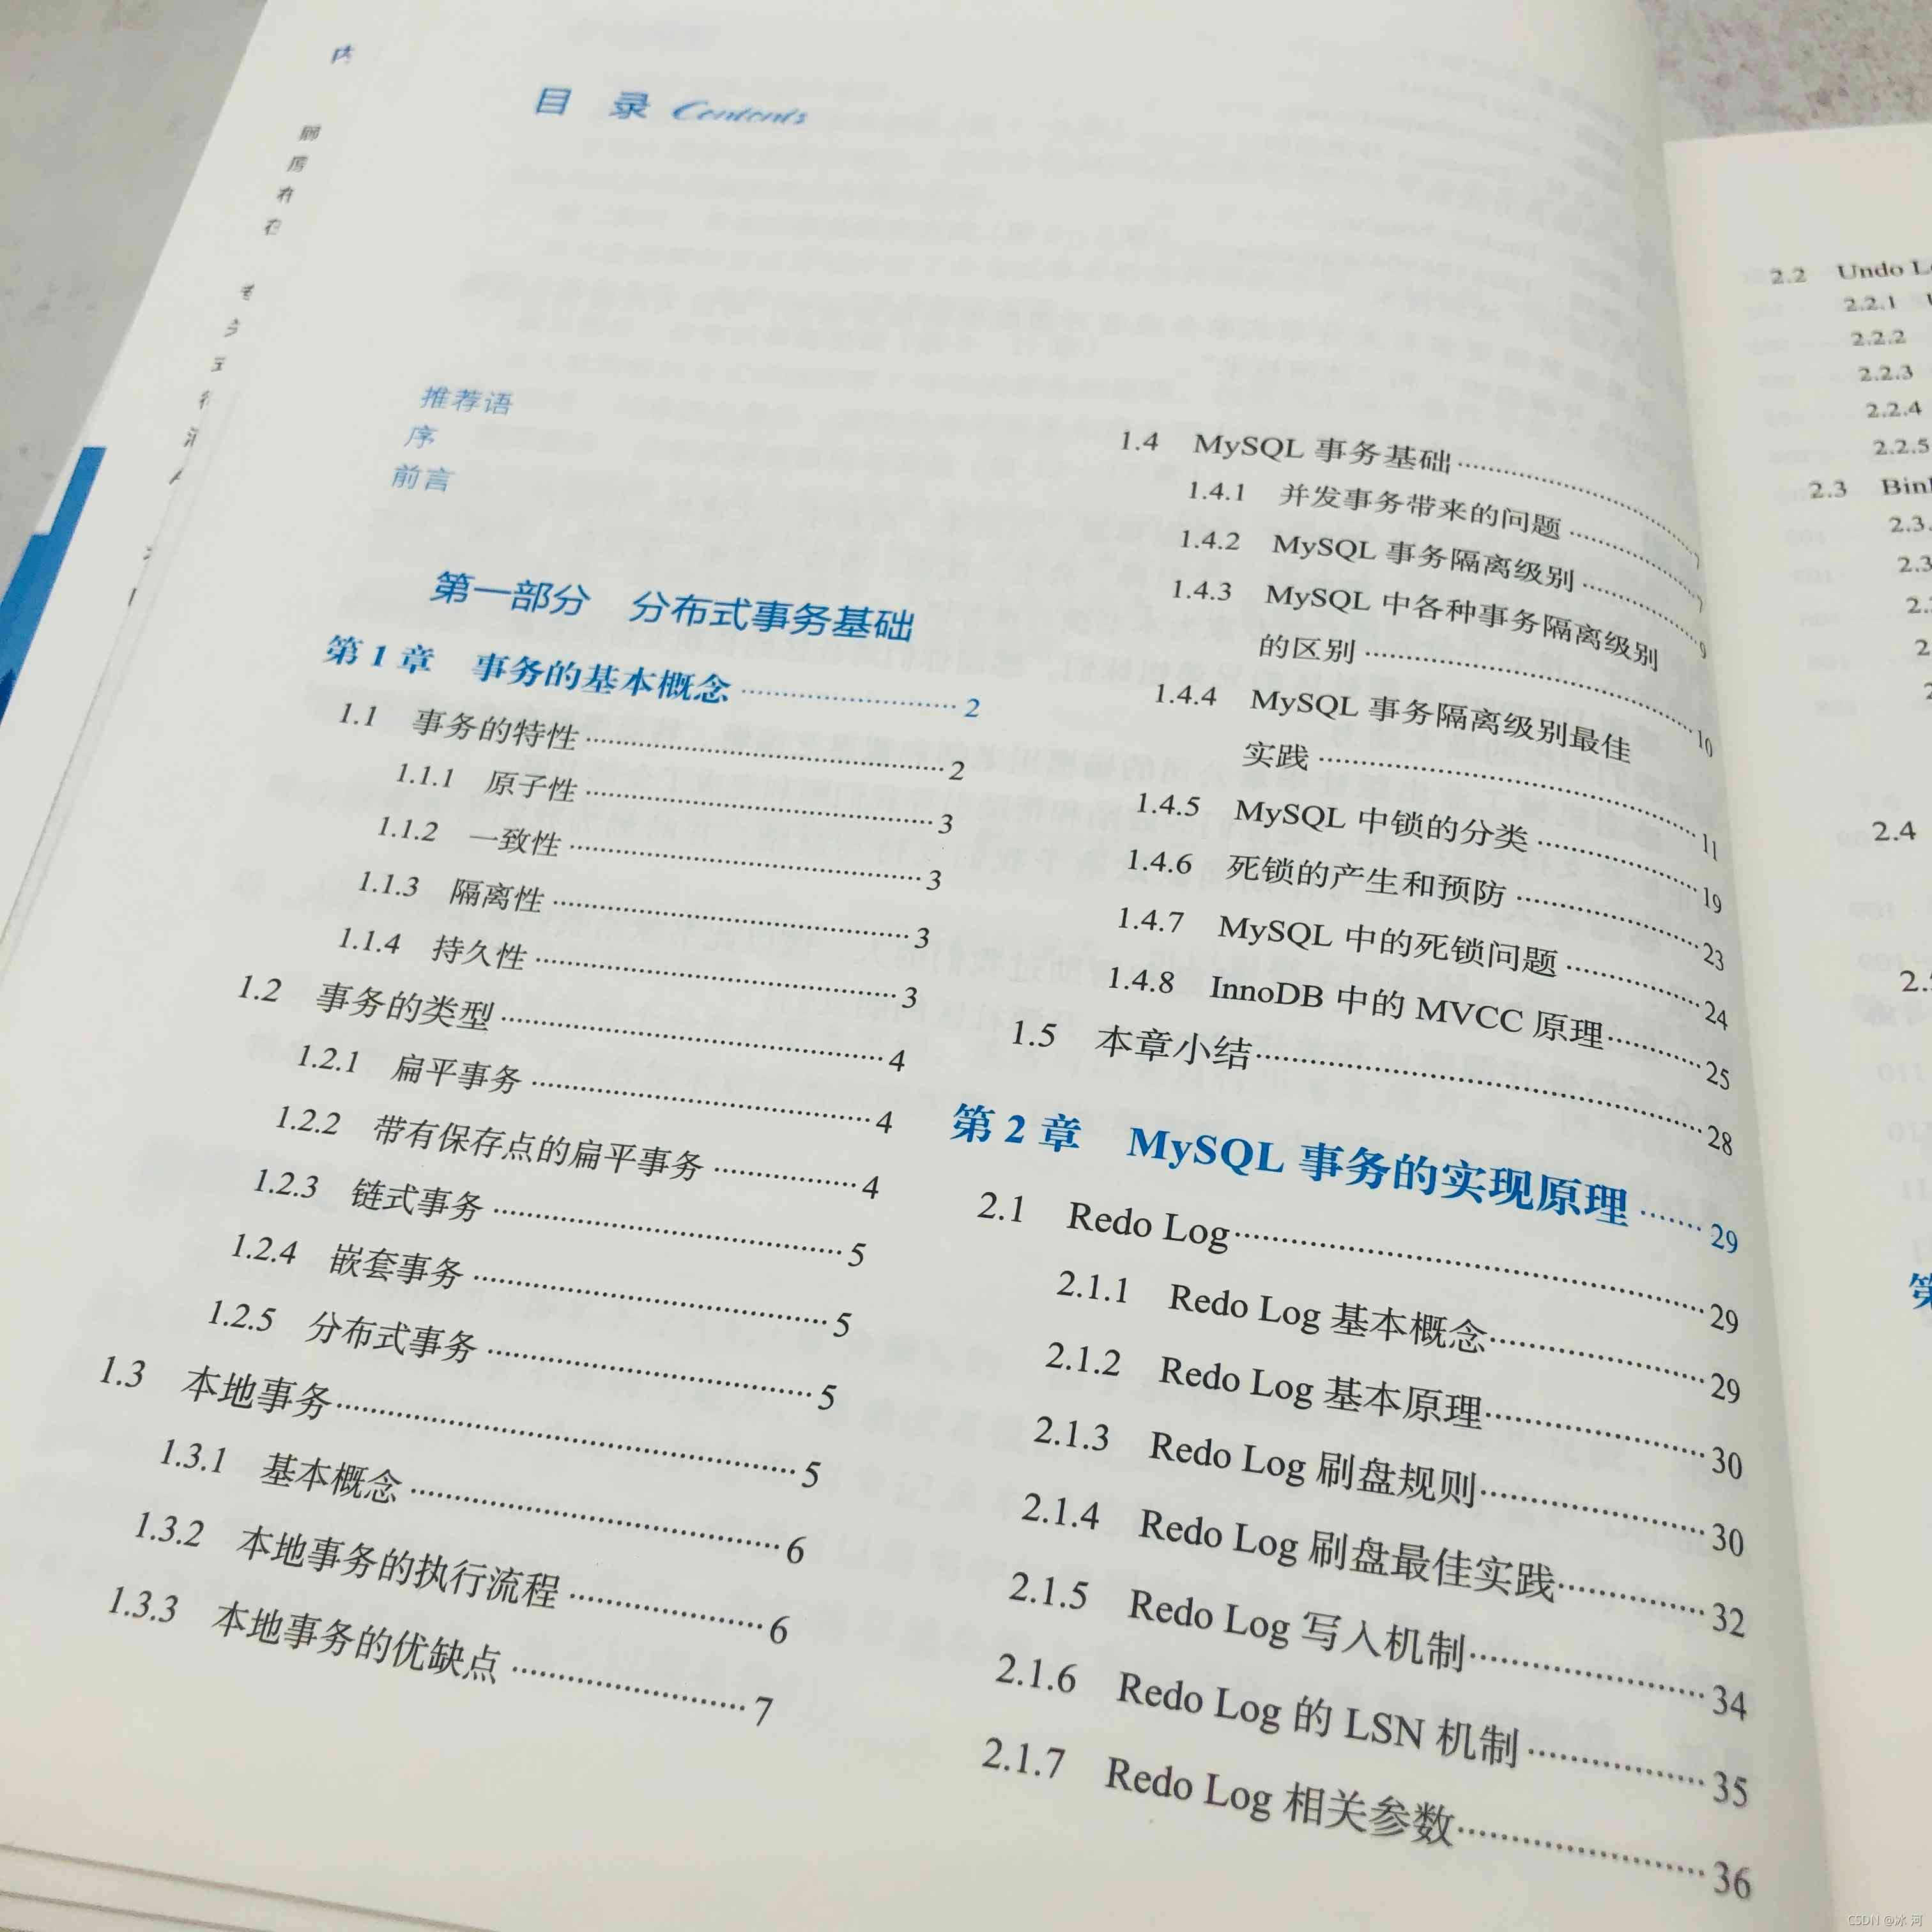 目 录 Contents
推荐语
序
前言
第一部分 分布式事务基础
第 1 章 事务的基本概念 ………… 2
1.1 事务的特性 ………… 2
1.1.1 原子性 ………… 3
1.1.2 一致性 ………… 3
1.1.3 隔离性 ………… 3
1.1.4 持久性 ………… 3
1.2 事务的类型 ………… 4
1.2.1 扁平事务 ………… 4
1.2.2 带有保存点的扁平事务 ………… 4
1.2.3 链式事务 ………… 5
1.2.4 嵌套事务 ………… 5
1.2.5 分布式事务 ………… 5
1.3 本地事务 ………… 5
1.3.1 基本概念 ………… 6
1.3.2 本地事务的执行流程 ………… 6
1.3.3 本地事务的优缺点 ………… 7
1.4 MySQL 事务基础 ………… 7
1.4.1 并发事务带来的问题 ………… 7
1.4.2 MySQL 事务隔离级别 ………… 9
1.4.3 MySQL 中各种事务隔离级别
的区别 ………… 10
1.4.4 MySQL 事务隔离级别最佳
实践 ………… 11
1.4.5 MySQL 中锁的分类 ………… 19
1.4.6 死锁的产生和预防 ………… 23
1.4.7 MySQL 中的死锁问题 ………… 24
1.4.8 InnoDB 中的 MVCC 原理 ………… 25
1.5 本章小结 ………… 28
第 2 章 MySQL 事务的实现原理 ………… 29
2.1 Redo Log ………… 29
2.1.1 Redo Log 基本概念 ………… 29
2.1.2 Redo Log 基本原理 ………… 30
2.1.3 Redo Log 刷盘规则 ………… 30
2.1.4 Redo Log 刷盘最佳实践 ………… 32
2.1.5 Redo Log 写入机制 ………… 34
2.1.6 Redo Log 的 LSN 机制 ………… 35
2.1.7 Redo Log 相关参数 ………… 36
2.2 Undo L
2.2.1
2.2.2
2.2.3
2.2.4
2.2.5
2.3 Bin
2.3.
2.3
2.
2
2.4
2.
第
CSDN @冰 河